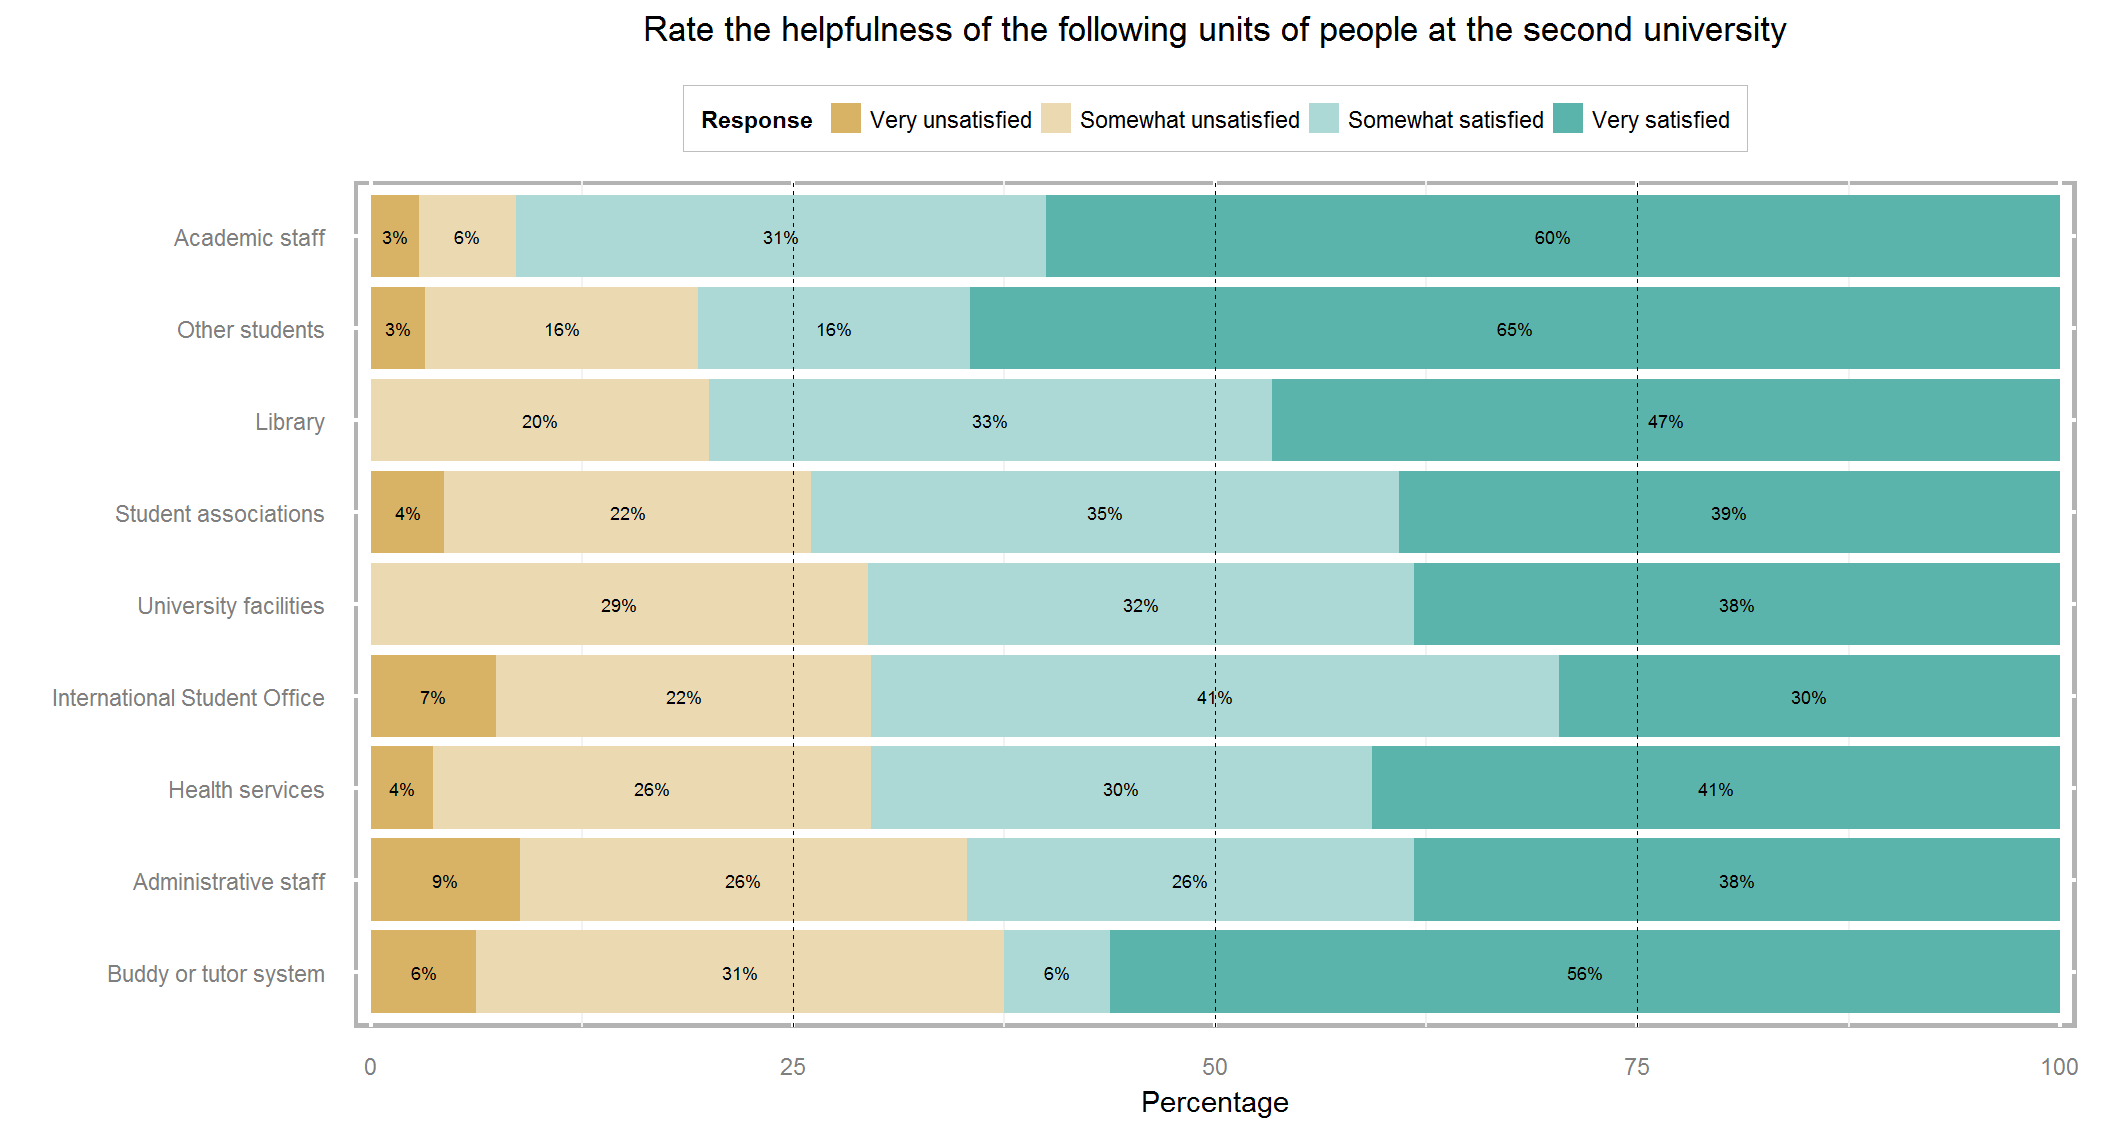 Rate the helpfulness of the following units of people at the second university
Response Very unsatisfied Somewhat unsatisfied Somewhat satisfied Very satisfied
Academic staff 3% 6% 31% 60%
Other students 3% 16% 16% 65%
Library 20% 33% 47%
Student associations 4% 22% 35% 39%
University facilities 29% 32% 38%
International Student Office 7% 22% 41% 30%
Health services 4% 26% 30% 41%
Administrative staff 9% 26% 26% 38%
Buddy or tutor system 6% 31% 6% 56%
0 25 50 75 100
Percentage